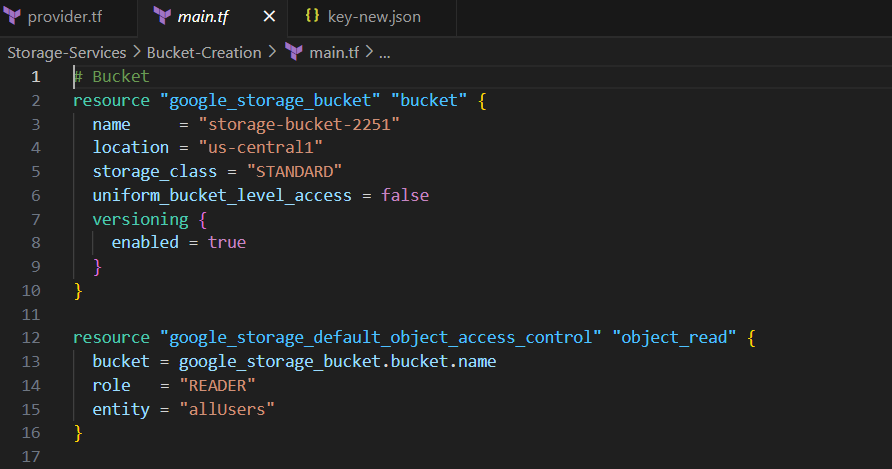 provider.tf main.tf × {} key-new.json
Storage-Services > Bucket-Creation > main.tf > ...
1 # Bucket
2 resource "google_storage_bucket" "bucket" {
3   name     = "storage-bucket-2251"
4   location = "us-central1"
5   storage_class = "STANDARD"
6   uniform_bucket_level_access = false
7   versioning {
8     enabled = true
9   }
10 }
11
12 resource "google_storage_default_object_access_control" "object_read" {
13   bucket = google_storage_bucket.bucket.name
14   role   = "READER"
15   entity = "allUsers"
16 }
17